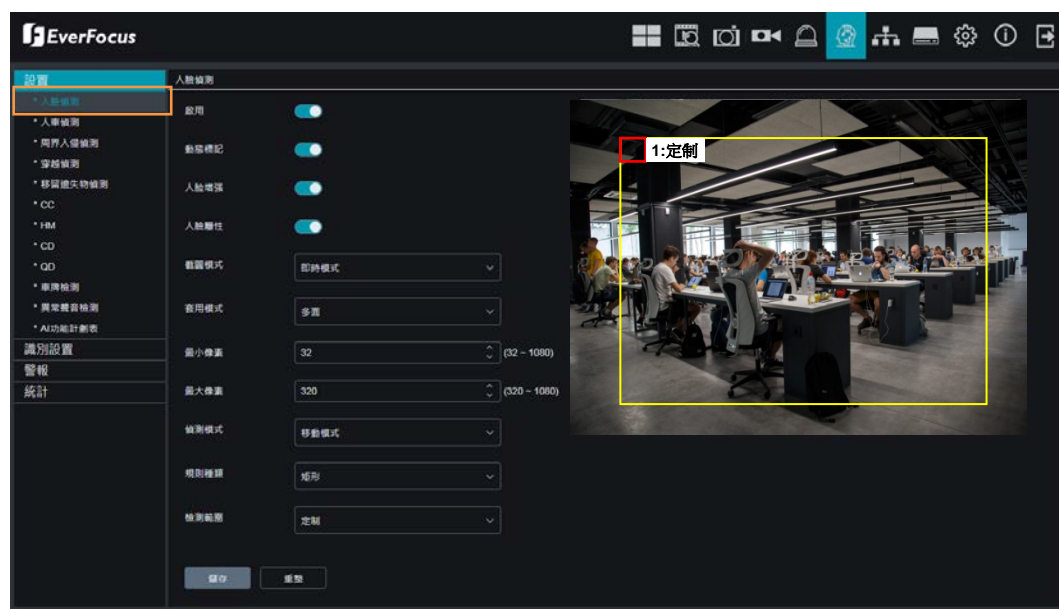 EverFocus
設置
* 人臉偵測
* 人車偵測
* 周界入侵偵測
* 穿越偵測
* 移留遺失物偵測
* CC
* HM
* CD
* QD
* 車牌檢測
* 異常聲音檢測
* AI功能計劃表
識別設置
警報
統計
人臉偵測
啟用
動態標記
人臉增強
人臉屬性
截圖模式 即時模式
套用模式 多面
最小像素 32 (32 ~ 1080)
最大像素 320 (320 ~ 1080)
偵測模式 移動模式
規則種類 矩形
檢測範圍 定制
儲存 重整
1:定制